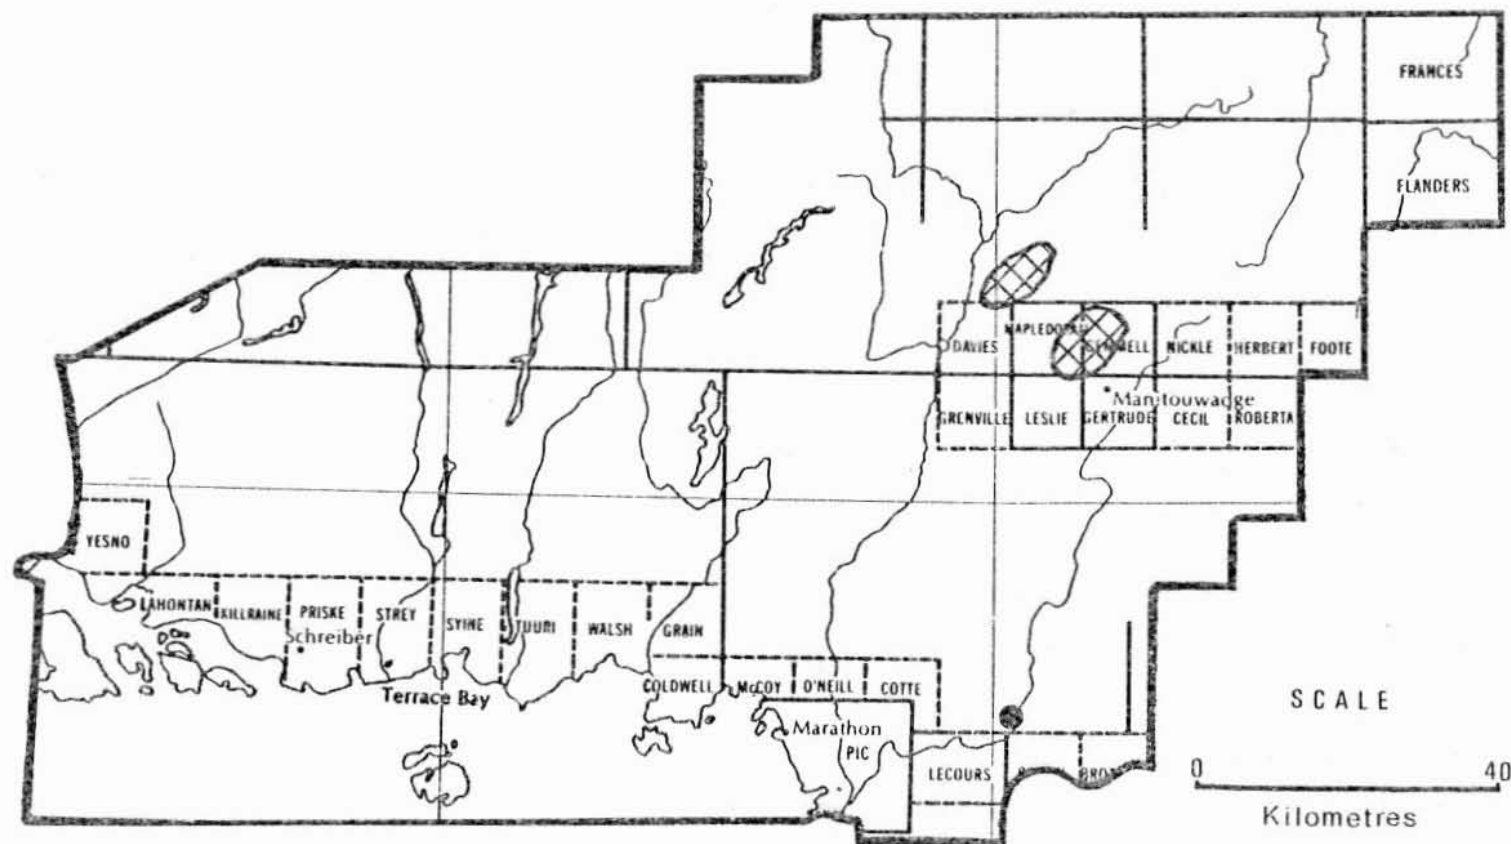 FRANCES
FLANDERS
DAVIES
NICKLE
HERBERT
FOOTE
Manitouwadge
GRENVILLE
LESLIE
GERTRUDE
CECIL
ROBERTA
YESNO
LAHONTAN
KILLRAINE
PRISKE
STREY
SYINE
TUURI
WALSH
GRAIN
Schreiber
Terrace Bay
COLDWELL
McCOY
O'NEILL
COTTE
Marathon
PIC
LECOURS
SCALE
0
40
Kilometres